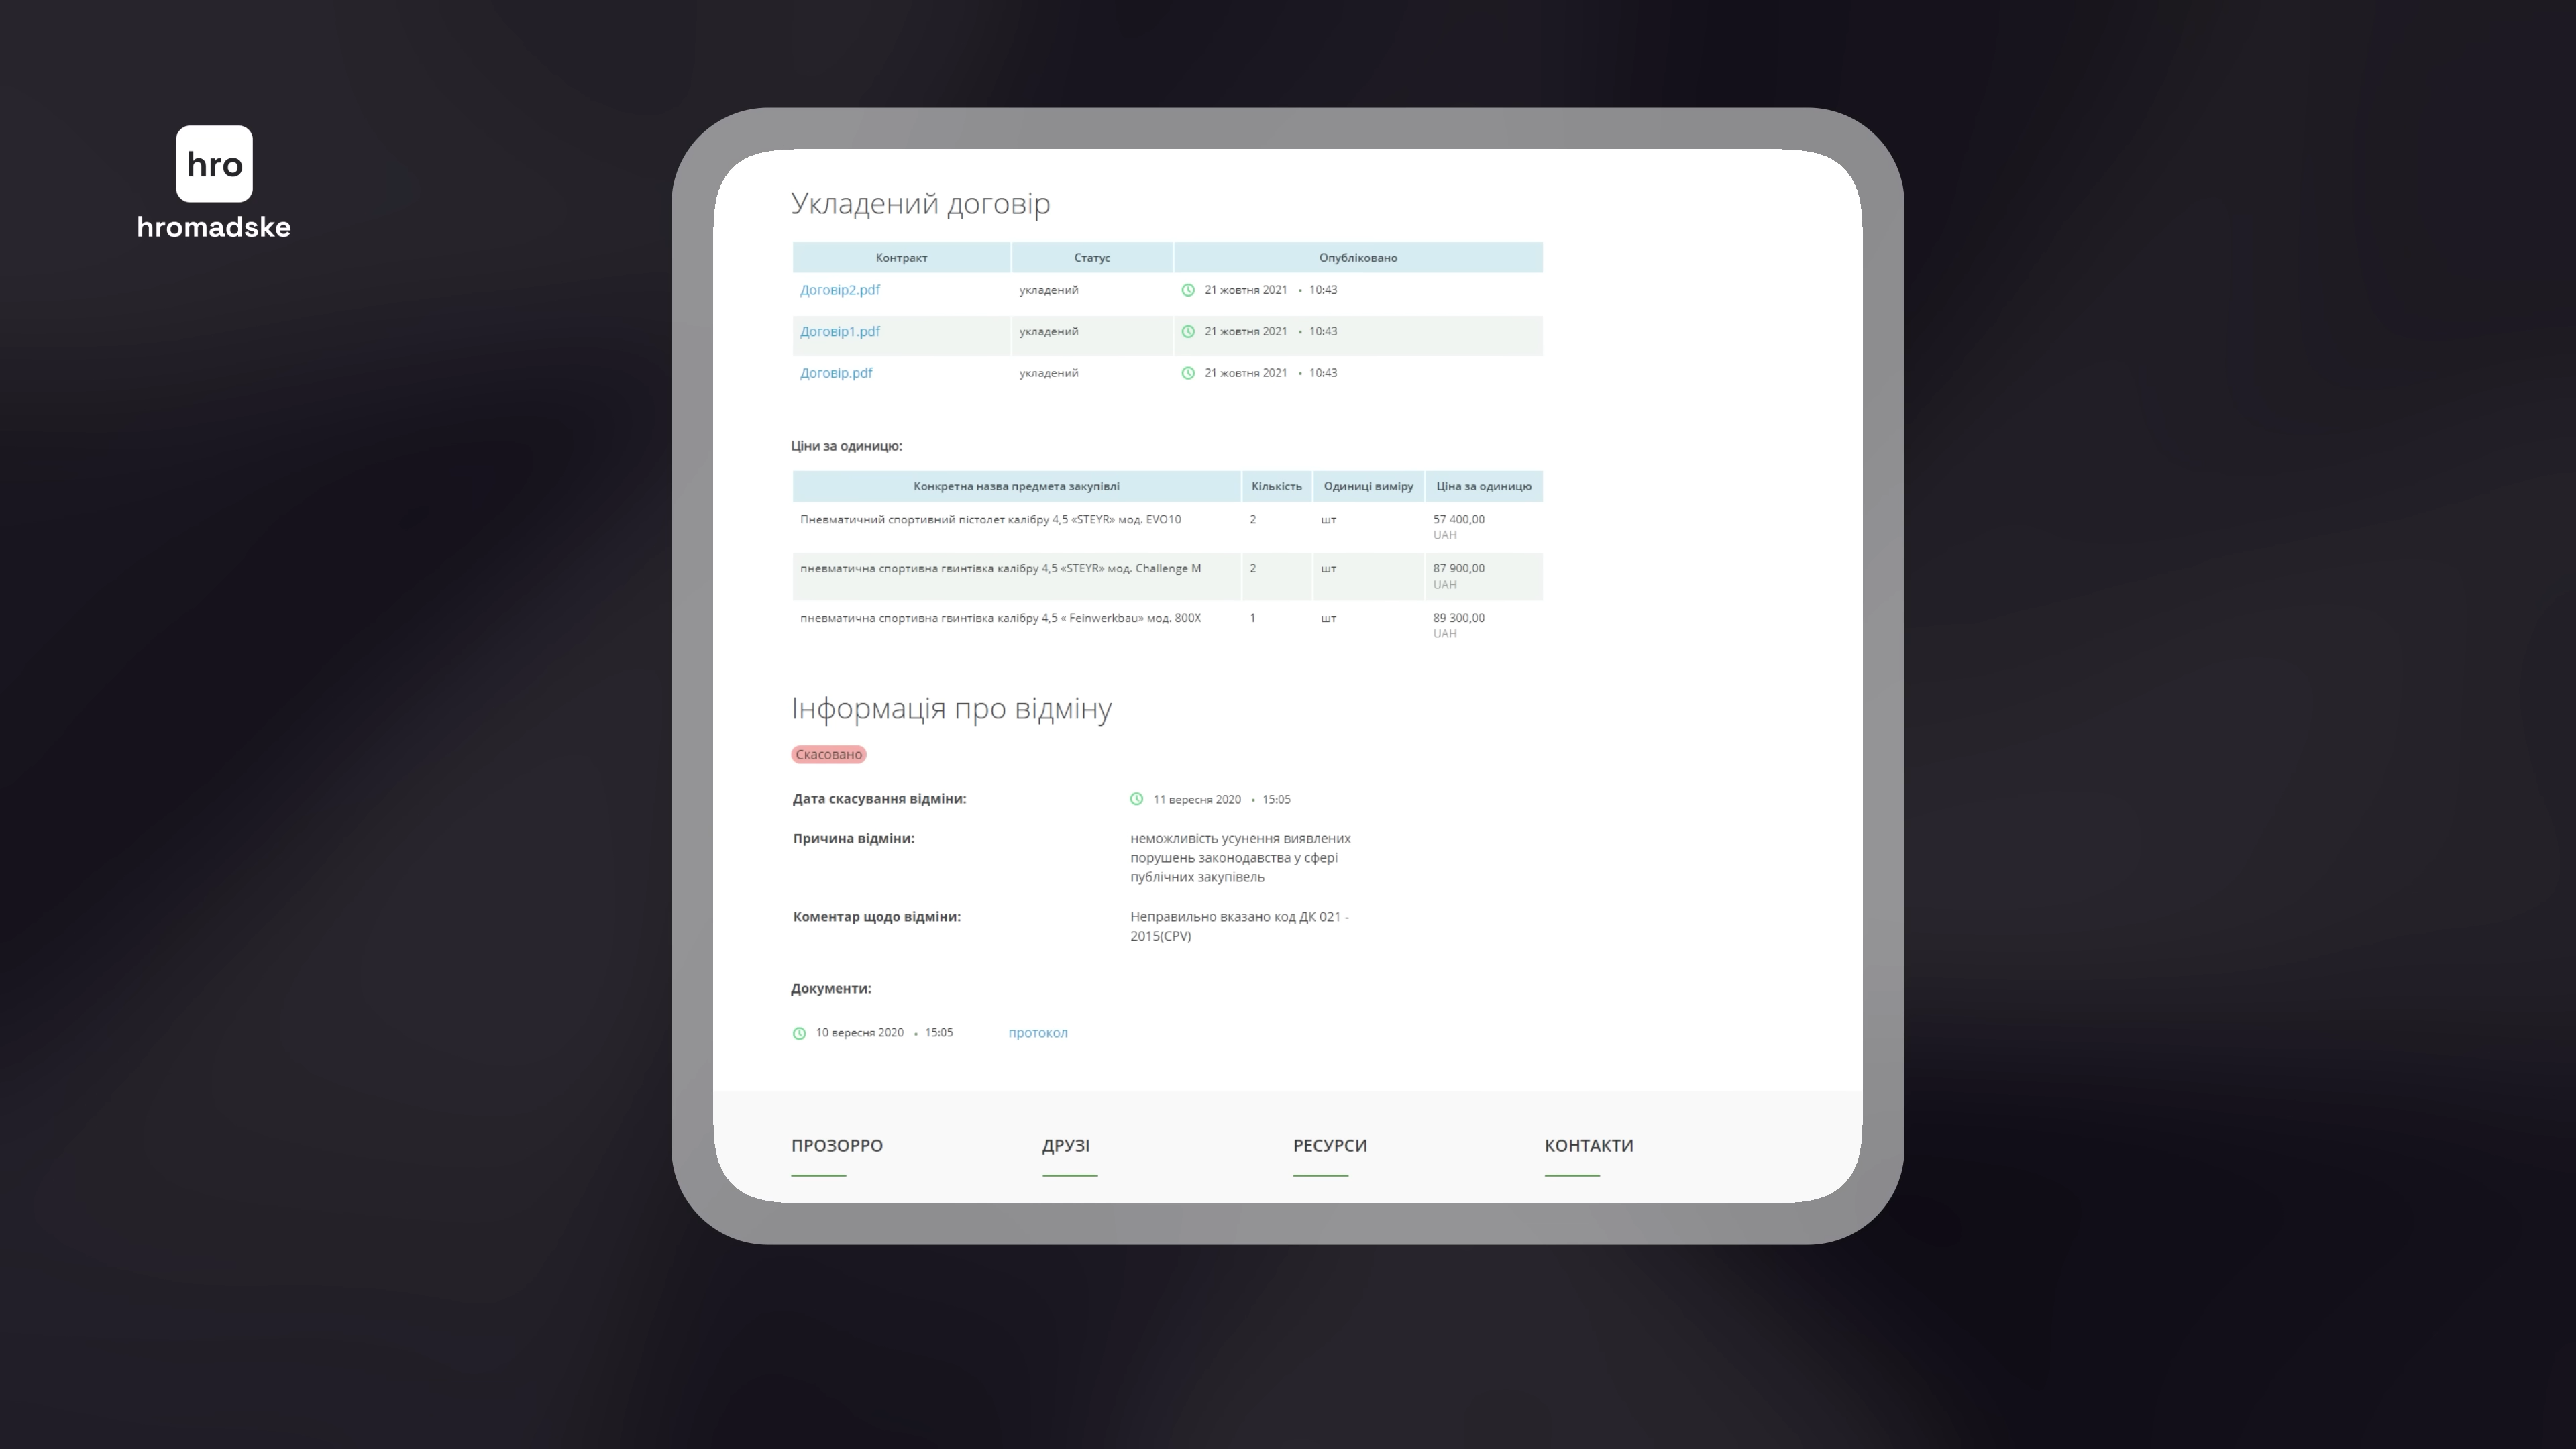 hro
hromadske
Укладений договір
Контракт Статус Опубліковано
Договір2.pdf укладений 21 жовтня 2021 • 10:43
Договір1.pdf укладений 21 жовтня 2021 • 10:43
Договір.pdf укладений 21 жовтня 2021 • 10:43
Ціни за одиницю:
Конкретна назва предмета закупівлі Кількість Одиниці виміру Ціна за одиницю
Пневматичний спортивний пістолет калібру 4,5 «STEYR» мод. EVO10 2 шт 57 400,00
UAH
пневматична спортивна гвинтівка калібру 4,5 «STEYR» мод. Challenge M 2 шт 87 900,00
UAH
пневматична спортивна гвинтівка калібру 4,5 « Feinwerkbau» мод. 800X 1 шт 89 300,00
UAH
Інформація про відміну
Скасовано
Дата скасування відміни: 11 вересня 2020 • 15:05
Причина відміни: неможливість усунення виявлених
порушень законодавства у сфері
публічних закупівель
Коментар щодо відміни: Неправильно вказано код ДК 021 -
2015(CPV)
Документи:
10 вересня 2020 • 15:05 протокол
ПРОЗОРРО ДРУЗІ РЕСУРСИ КОНТАКТИ